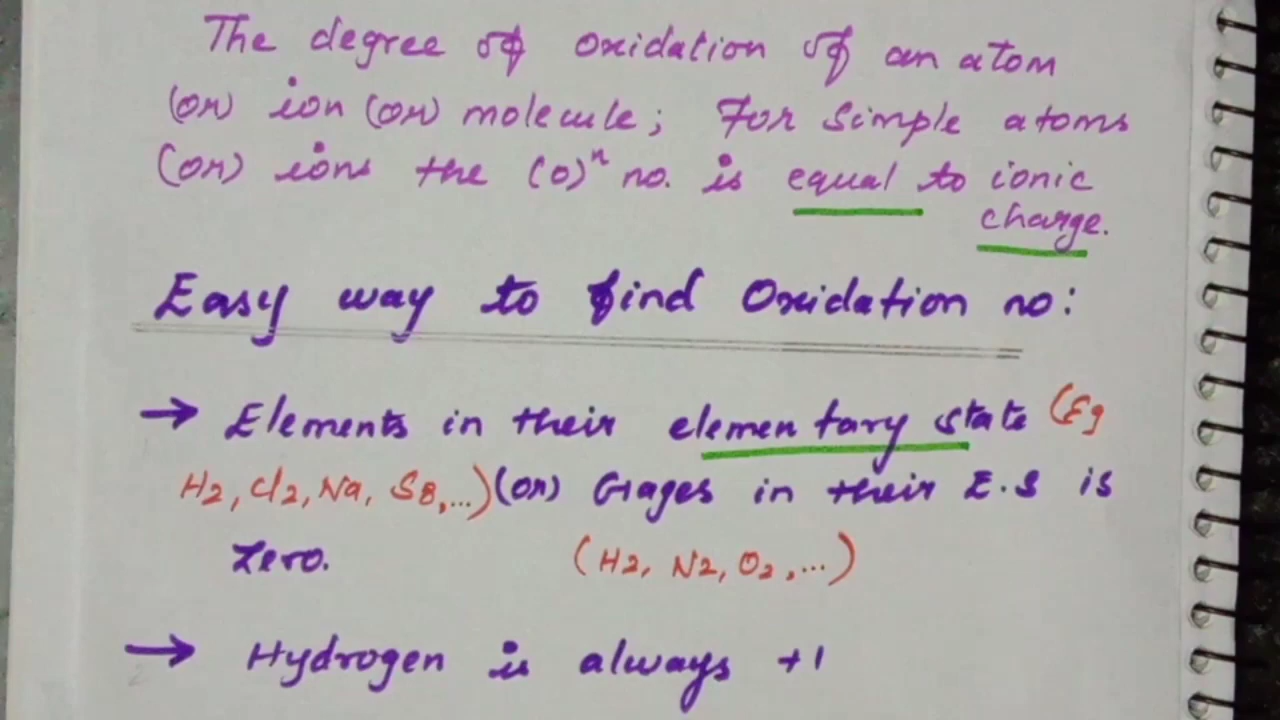 The degree of oxidation of an atom
(or) ion (or) molecule; For Simple atoms
(or) ions the (o)ⁿ no. is equal to ionic
charge.
Easy way to find Oxidation no:
→ Elements in their elementary state (Eg
H2, Cl2, Na, S8,...) (or) Grages in their E.S is
Zero. (H2, N2, O2,...)
→ Hydrogen is always +1